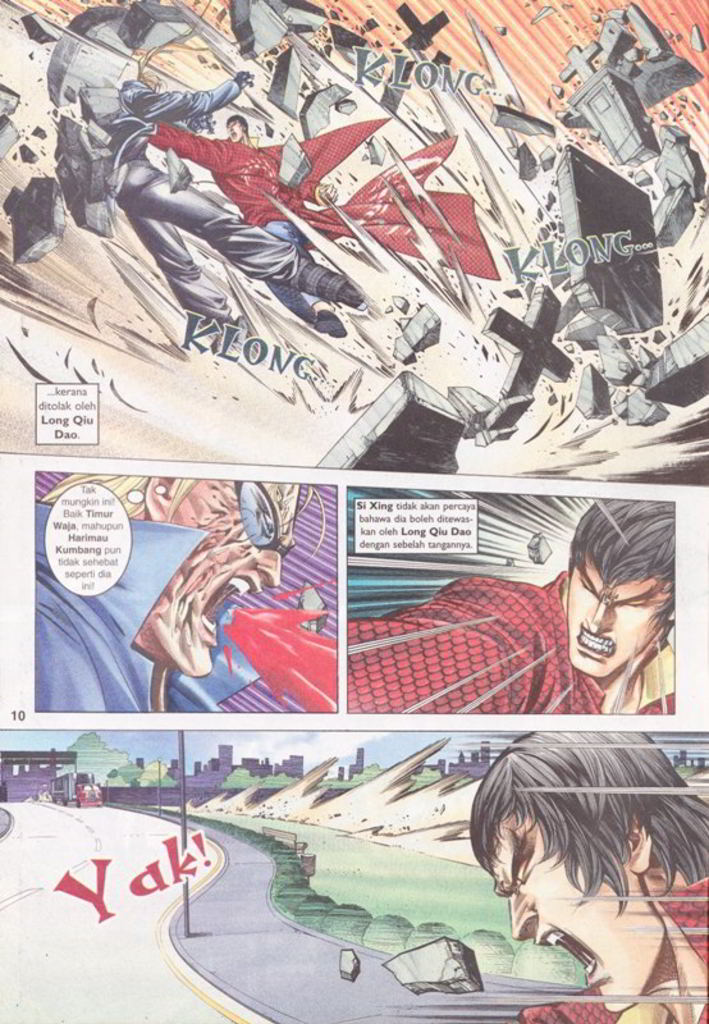 KLONG...
KLONG...
KLONG...
...kerana
ditolak oleh
Long Qiu
Dao.
Tak
mungkin ini!
Baik Timur
Waja, mahupun
Harimau
Kumbang pun
tidak sehebat
seperti dia
ini!
Si Xing tidak akan percaya
bahawa dia boleh ditewas-
kan oleh Long Qiu Dao
dengan sebelah tangannya.
10
Yak!